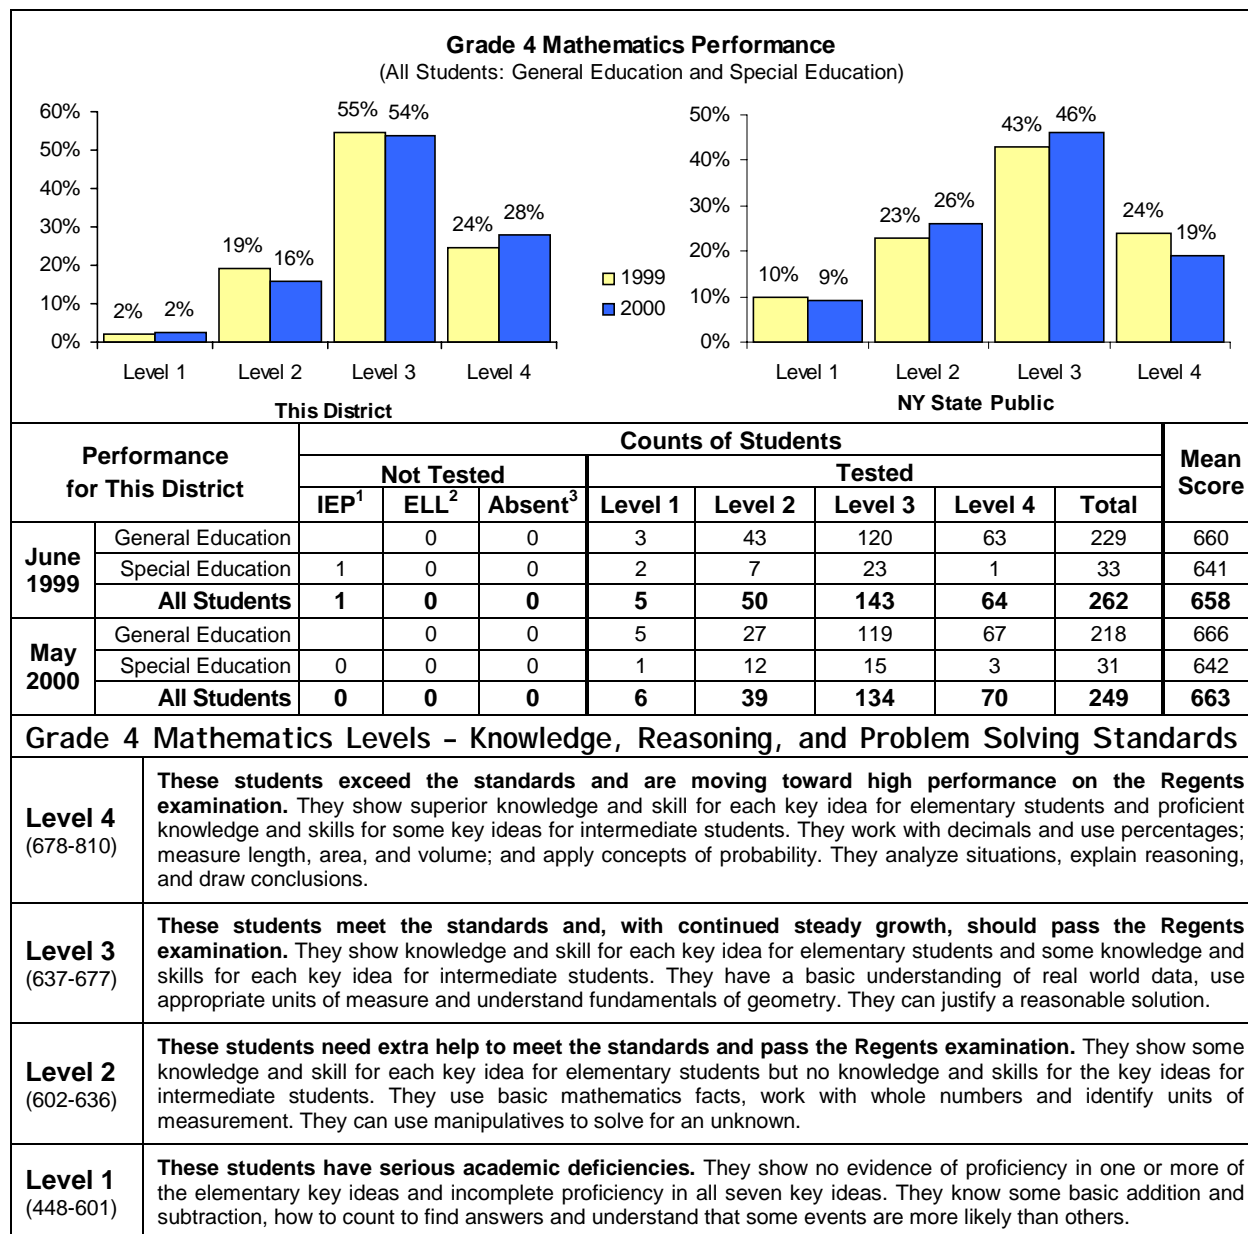 Grade 4 Mathematics Performance
(All Students: General Education and Special Education)
60%
50%
40%
30%
20%
10%
0%
2%
2%
19%
16%
55%
54%
24%
28%
Level 1
Level 2
Level 3
Level 4
This District
1999
2000
50%
40%
30%
20%
10%
0%
10%
9%
23%
26%
43%
46%
24%
19%
Level 1
Level 2
Level 3
Level 4
NY State Public
Performance for This District
Counts of Students
Mean Score
Not Tested
Tested
IEP1 ELL2 Absent3 Level 1 Level 2 Level 3 Level 4 Total
June 1999
General Education 0 0 3 43 120 63 229 660
Special Education 1 0 0 2 7 23 1 33 641
All Students 1 0 0 5 50 143 64 262 658
May 2000
General Education 0 0 5 27 119 67 218 666
Special Education 0 0 0 1 12 15 3 31 642
All Students 0 0 0 6 39 134 70 249 663
Grade 4 Mathematics Levels – Knowledge, Reasoning, and Problem Solving Standards
Level 4
(678-810)
These students exceed the standards and are moving toward high performance on the Regents
examination. They show superior knowledge and skill for each key idea for elementary students and proficient
knowledge and skills for some key ideas for intermediate students. They work with decimals and use percentages;
measure length, area, and volume; and apply concepts of probability. They analyze situations, explain reasoning,
and draw conclusions.
Level 3
(637-677)
These students meet the standards and, with continued steady growth, should pass the Regents
examination. They show knowledge and skill for each key idea for elementary students and some knowledge and
skills for each key idea for intermediate students. They have a basic understanding of real world data, use
appropriate units of measure and understand fundamentals of geometry. They can justify a reasonable solution.
Level 2
(602-636)
These students need extra help to meet the standards and pass the Regents examination. They show some
knowledge and skill for each key idea for elementary students but no knowledge and skills for the key ideas for
intermediate students. They use basic mathematics facts, work with whole numbers and identify units of
measurement. They can use manipulatives to solve for an unknown.
Level 1
(448-601)
These students have serious academic deficiencies. They show no evidence of proficiency in one or more of
the elementary key ideas and incomplete proficiency in all seven key ideas. They know some basic addition and
subtraction, how to count to find answers and understand that some events are more likely than others.